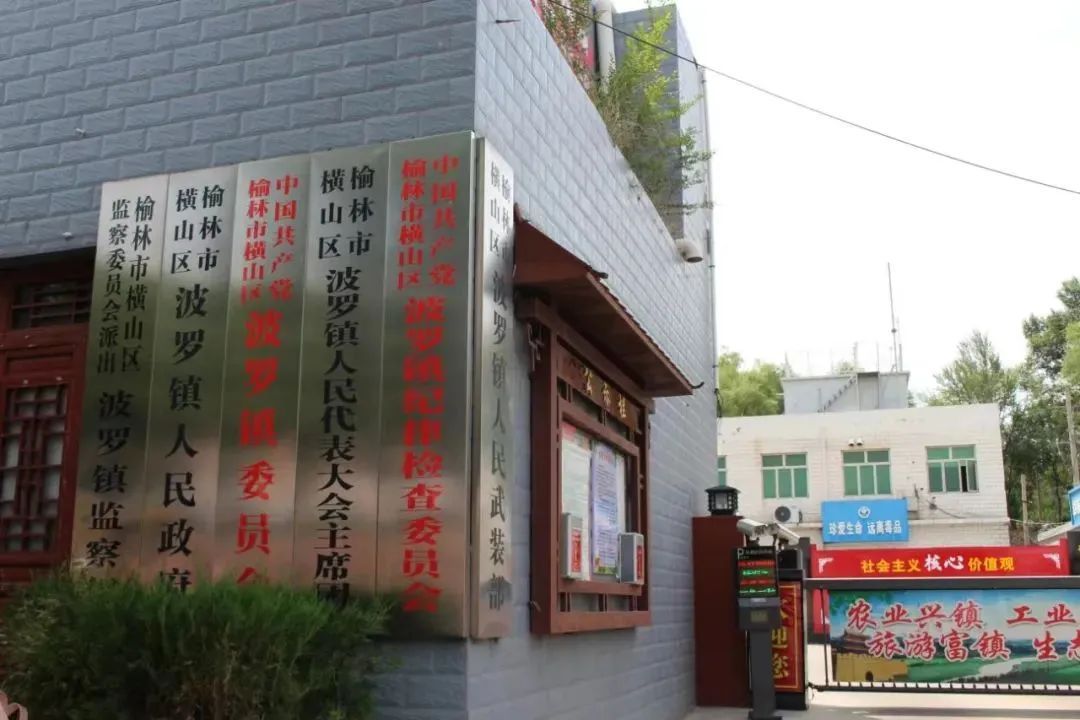 榆林市横山区
监察委员会派出
波罗镇监察
榆林市
横山区
波罗镇人民政府
中国共产党
榆林市横山区
波罗镇委员会
榆林市
横山区
波罗镇人民代表大会主席团
中国共产党
榆林市横山区
波罗镇纪律检查委员会
榆林市
横山区
波罗镇人民武装部
公示栏
珍爱生命 远离毒品
社会主义核心价值观
农业兴镇 工业
旅游富镇 生态
迎您